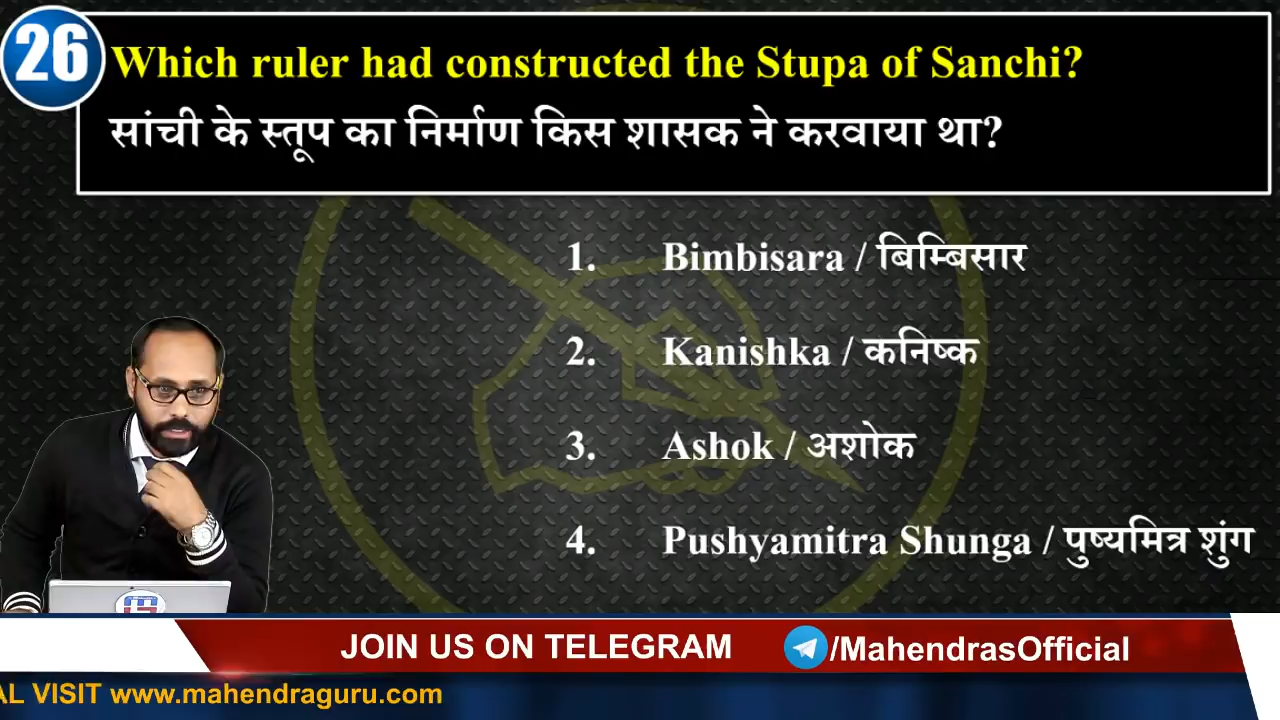 26
Which ruler had constructed the Stupa of Sanchi?
सांची के स्तूप का निर्माण किस शासक ने करवाया था?
1. Bimbisara / बिम्बिसार
2. Kanishka / कनिष्क
3. Ashok / अशोक
4. Pushyamitra Shunga / पुष्यमित्र शुंग
JOIN US ON TELEGRAM /MahendrasOfficial
AL VISIT www.mahendraguru.com